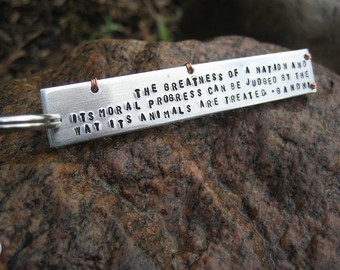 THE GREATNESS OF A NATION AND
ITS MORAL PROGRESS CAN BE JUDGED BY THE
WAY ITS ANIMALS ARE TREATED •GANDHI